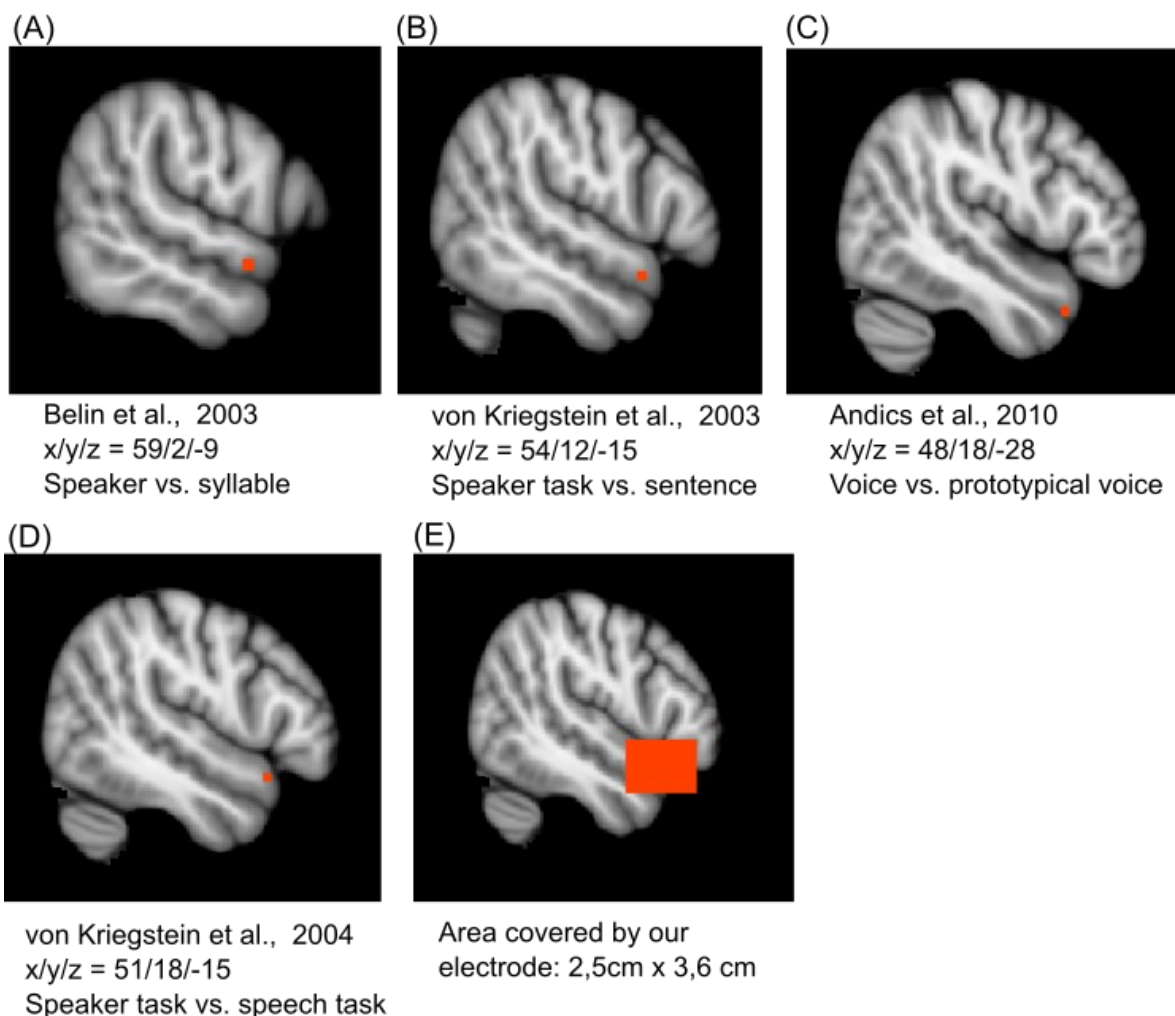 (A)
(B)
(C)
Belin et al., 2003
x/y/z = 59/2/-9
Speaker vs. syllable
von Kriegstein et al., 2003
x/y/z = 54/12/-15
Speaker task vs. sentence
Andics et al., 2010
x/y/z = 48/18/-28
Voice vs. prototypical voice
(D)
(E)
von Kriegstein et al., 2004
x/y/z = 51/18/-15
Speaker task vs. speech task
Area covered by our
electrode: 2,5cm x 3,6 cm